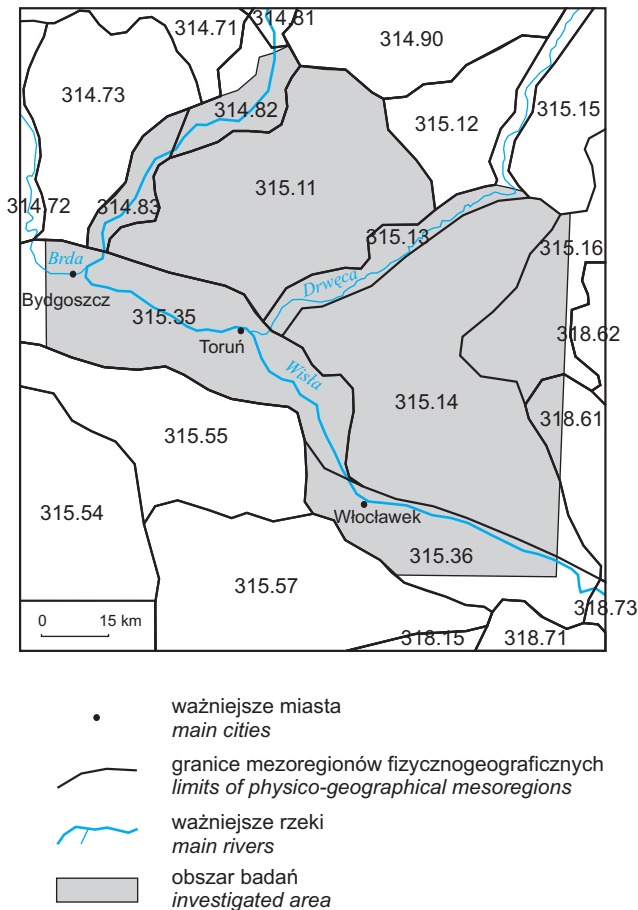 314.71
314.81
314.90
314.73
314.82
315.12
315.15
315.11
314.72
314.83
315.13
315.16
Brda
Drwęca
Bydgoszcz
315.35
Toruń
318.62
Wisła
315.14
318.61
315.55
315.54
Włocławek
315.36
315.57
318.73
0 15 km
318.15
318.71
ważniejsze miasta
main cities
granice mezoregionów fizycznogeograficznych
limits of physico-geographical mesoregions
ważniejsze rzeki
main rivers
obszar badań
investigated area